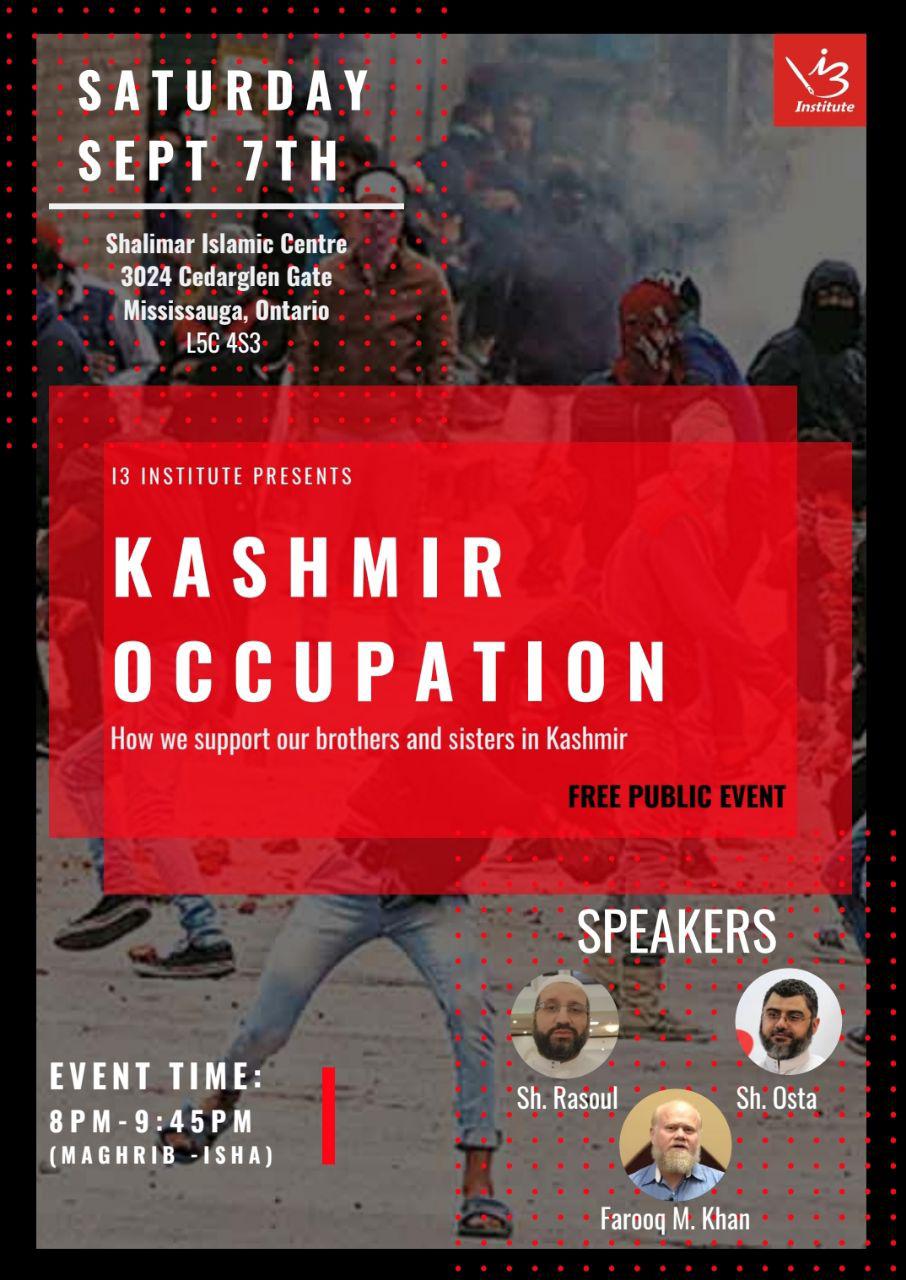 SATURDAY
SEPT 7TH
i3
Institute
Shalimar Islamic Centre
3024 Cedarglen Gate
Mississauga, Ontario
L5C 4S3
I3 INSTITUTE PRESENTS
KASHMIR
OCCUPATION
How we support our brothers and sisters in Kashmir
FREE PUBLIC EVENT
SPEAKERS
Sh. Rasoul
Sh. Osta
Farooq M. Khan
EVENT TIME:
8PM-9:45PM
(MAGHRIB -ISHA)